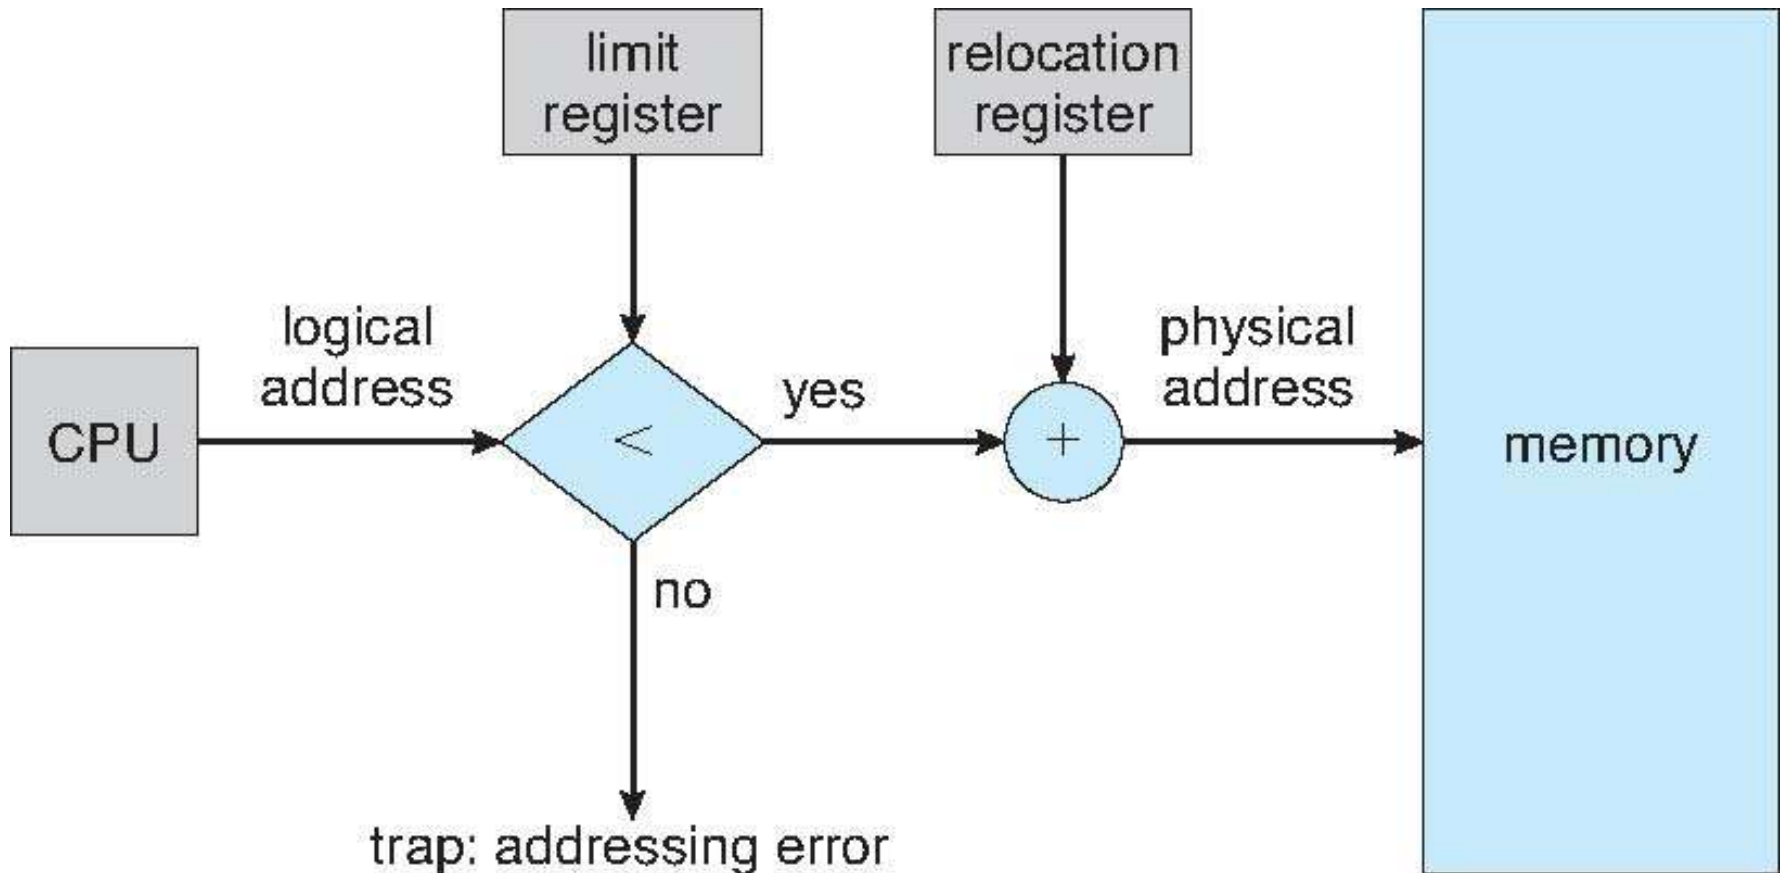 limit
register
relocation
register
logical
address
yes
physical
address
CPU
<
+
memory
no
trap: addressing error